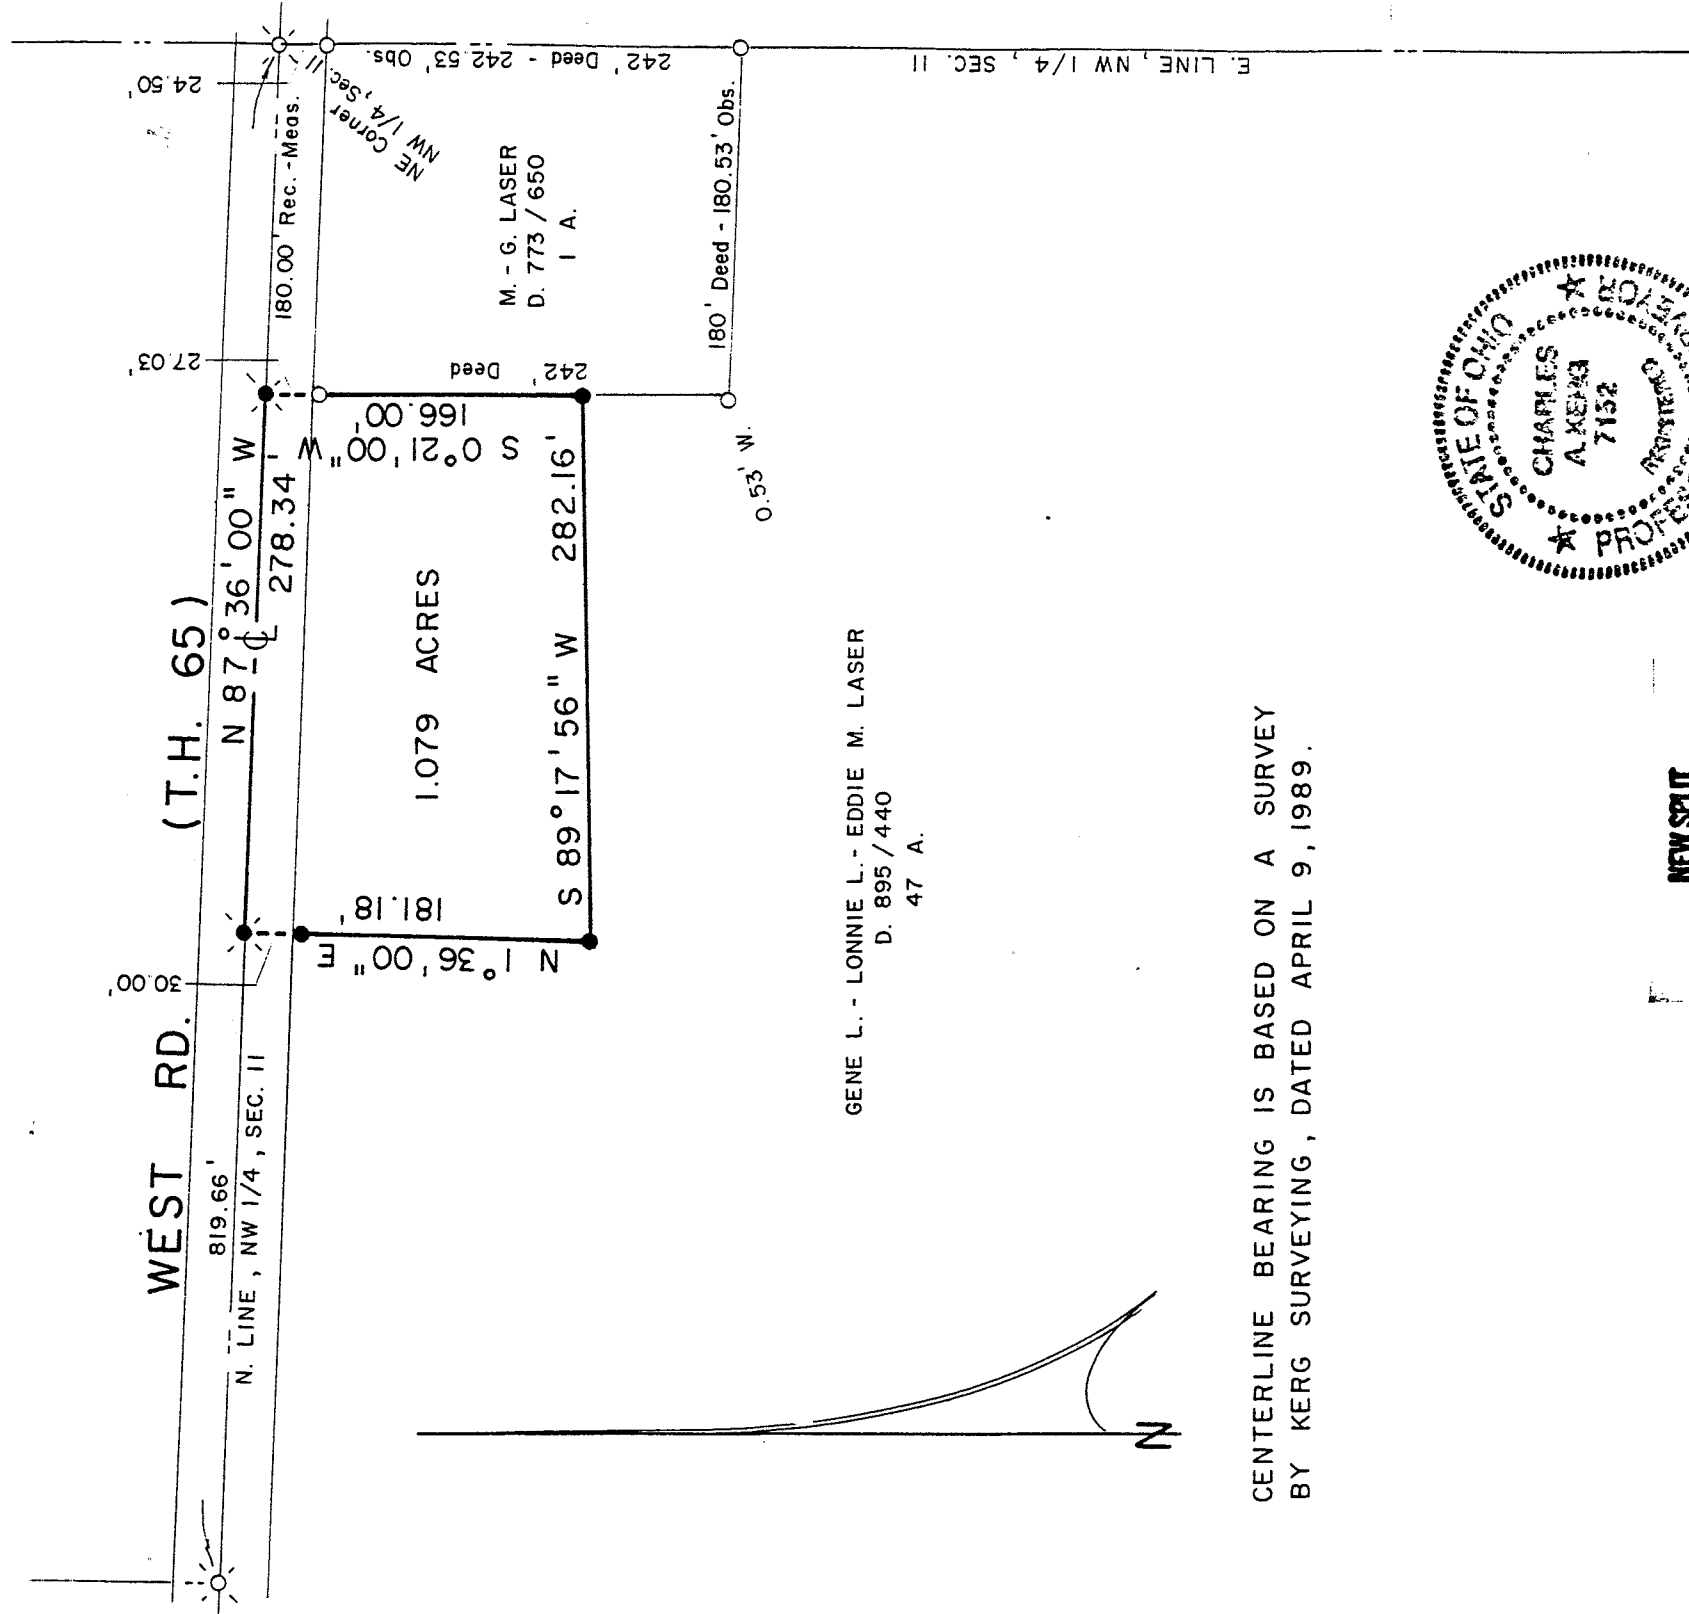 WEST RD. (T.H. 65)
24.50'
27.03'
30.00'
819.66'
N. LINE, NW 1/4, SEC. 11
N 87°36'00" W
278.34'
180.00' Rec.-Meas.
NE Corner
NW 1/4, Sec. 11
242' Deed - 242.53' Obs.
E. LINE, NW 1/4, SEC. 11
M. - G. LASER
D. 773 / 650
1 A.
180' Deed - 180.53' Obs.
242' Deed
S 0°21'00" W
166.00'
0.53' W.
1.079 ACRES
N 1°36'00" E
181.18'
S 89°17'56" W 282.16'
GENE L. - LONNIE L. - EDDIE M. LASER
D. 895 / 440
47 A.
N
CENTERLINE BEARING IS BASED ON A SURVEY
BY KERG SURVEYING, DATED APRIL 9, 1989.
STATE OF OHIO
CHARLES
A. KERG
7152
NEW SPLIT